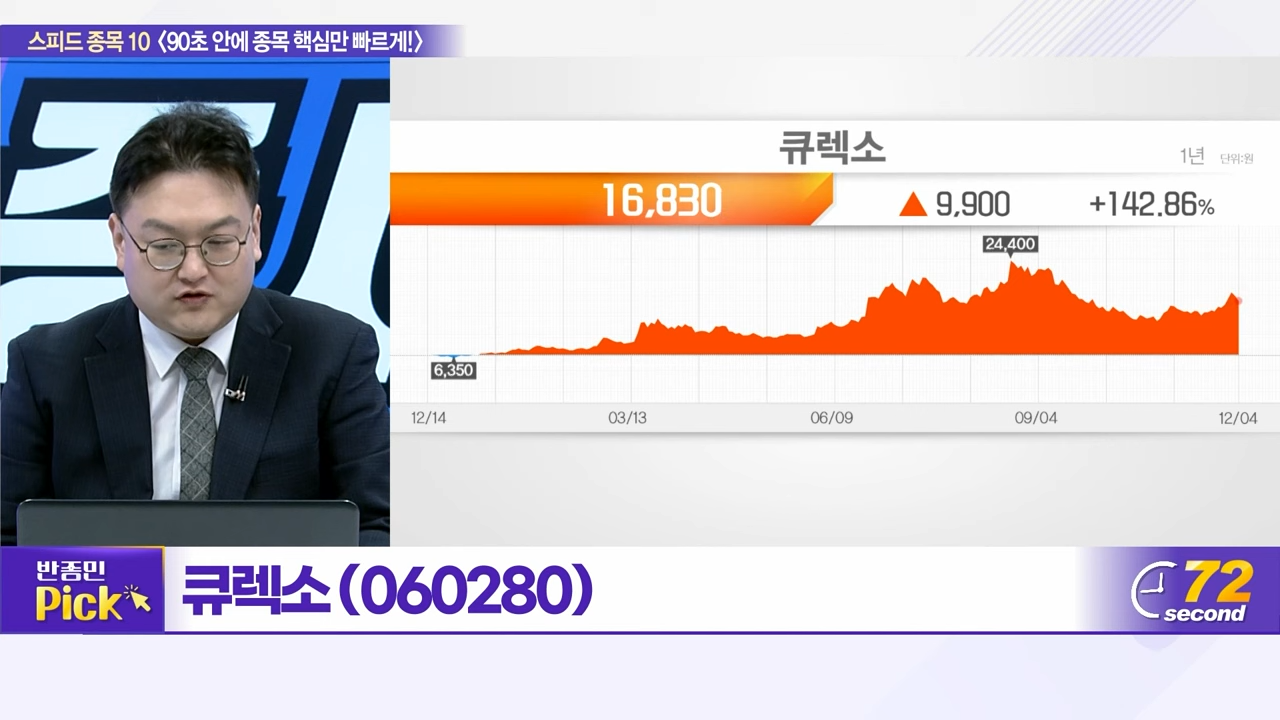 스피드 종목 10 〈90초 안에 종목 핵심만 빠르게!〉
큐렉소
1년 단위:원
16,830 ▲ 9,900 +142.86%
24,400
6,350
12/14 03/13 06/09 09/04 12/04
반종민
Pick
큐렉소(060280)
72
second